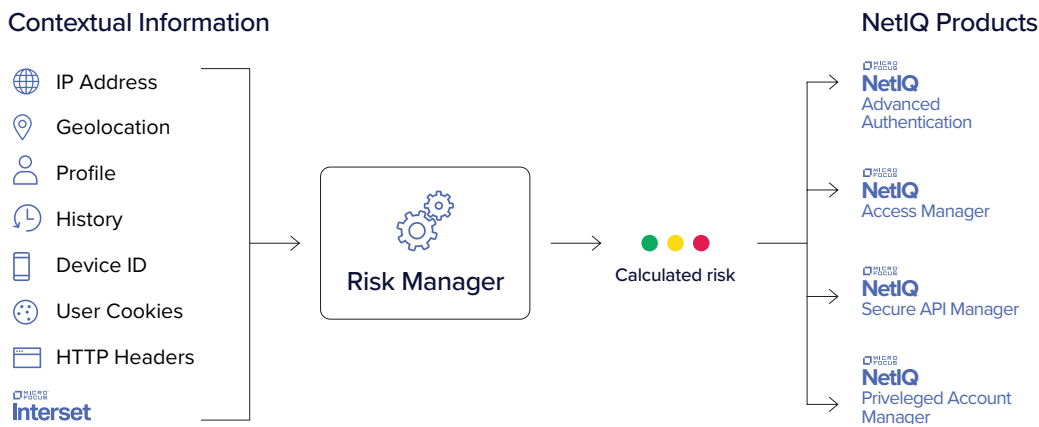 Contextual Information
IP Address
Geolocation
Profile
History
Device ID
User Cookies
HTTP Headers
MICRO
FOCUS
Interset
Risk Manager
Calculated risk
NetIQ Products
MICRO
FOCUS
NetIQ
Advanced
Authentication
MICRO
FOCUS
NetIQ
Access Manager
MICRO
FOCUS
NetIQ
Secure API Manager
MICRO
FOCUS
NetIQ
Priveleged Account
Manager